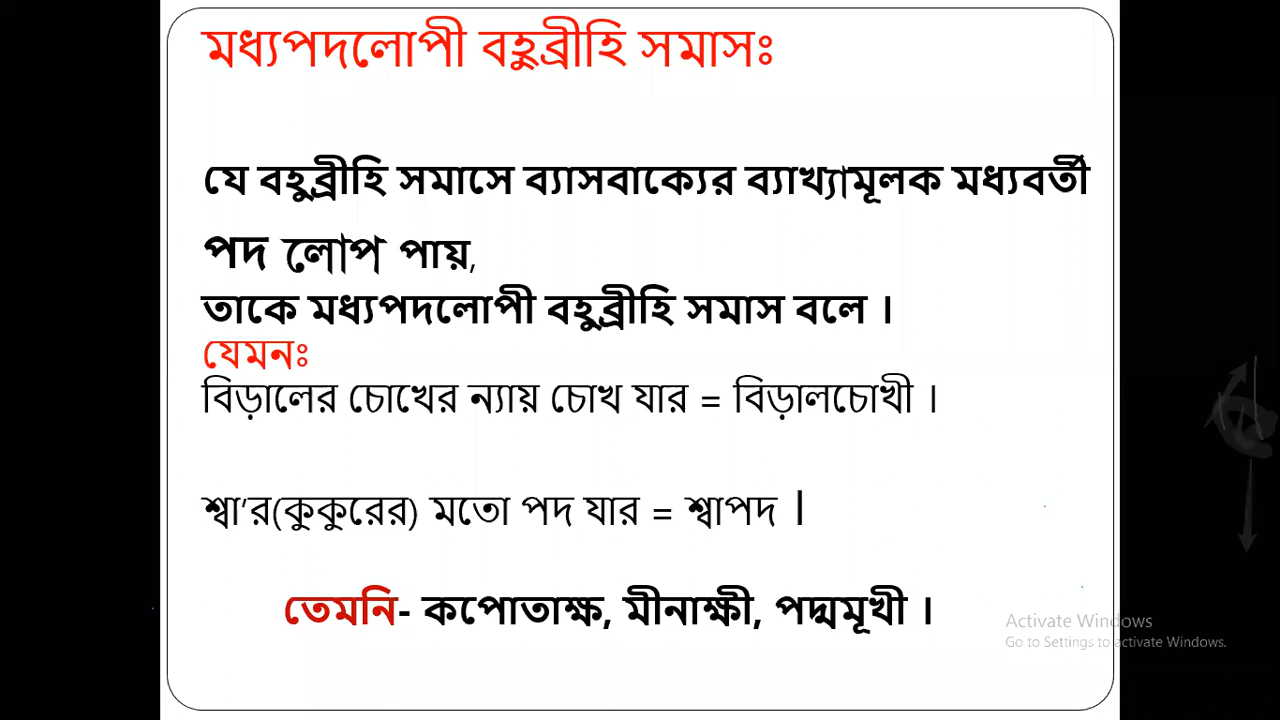 মধ্যপদলোপী বহুব্রীহি সমাসঃ
যে বহুব্রীহি সমাসে ব্যাসবাক্যের ব্যাখ্যামূলক মধ্যবর্তী
পদ লোপ পায়,
তাকে মধ্যপদলোপী বহুব্রীহি সমাস বলে ।
যেমনঃ
বিড়ালের চোখের ন্যায় চোখ যার = বিড়ালচোখী ।
শ্বা’র(কুকুরের) মতো পদ যার = শ্বাপদ ।
তেমনি- কপোতাক্ষ, মীনাক্ষী, পদ্মমূখী ।
Activate Windows
Go to Settings to activate Windows.